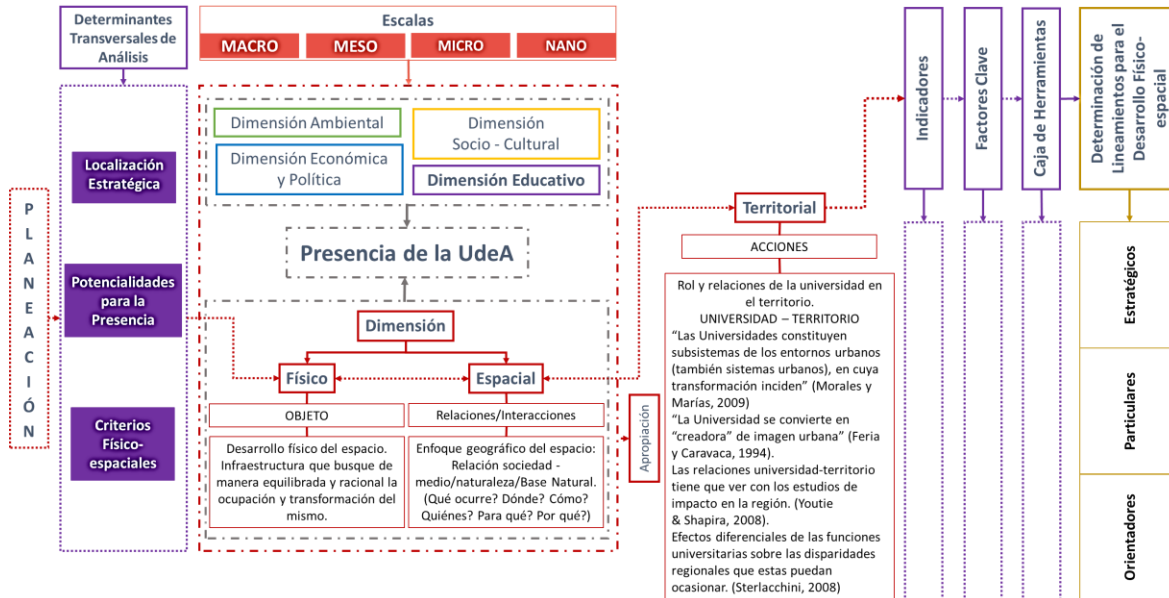 Determinantes
Transversales de
Análisis
Escalas
MACRO
MESO
MICRO
NANO
PLANEACIÓN
Localización
Estratégica
Potencialidades
para la
Presencia
Criterios
Físico-
espaciales
Dimensión Ambiental
Dimensión
Socio - Cultural
Dimensión Económica
y Política
Dimensión Educativo
Presencia de la UdeA
Dimensión
Físico
Espacial
OBJETO
Relaciones/Interacciones
Desarrollo físico del espacio.
Infraestructura que busque de
manera equilibrada y racional la
ocupación y transformación del
mismo.
Enfoque geográfico del espacio:
Relación sociedad -
medio/naturaleza/Base Natural.
(Qué ocurre? Dónde? Cómo?
Quiénes? Para qué? Por qué?)
Apropiación
Territorial
ACCIONES
Rol y relaciones de la universidad en
el territorio.
UNIVERSIDAD – TERRITORIO
“Las Universidades constituyen
subsistemas de los entornos urbanos
(también sistemas urbanos), en cuya
transformación inciden” (Morales y
Marías, 2009)
“La Universidad se convierte en
“creadora” de imagen urbana” (Feria
y Caravaca, 1994).
Las relaciones universidad-territorio
tiene que ver con los estudios de
impacto en la región. (Youtie
& Shapira, 2008).
Efectos diferenciales de las funciones
universitarias sobre las disparidades
regionales que estas puedan
ocasionar. (Sterlacchini, 2008)
Indicadores
Factores Clave
Caja de Herramientas
Determinación de
Lineamientos para el
Desarrollo Físico-
espacial
Estratégicos
Particulares
Orientadores